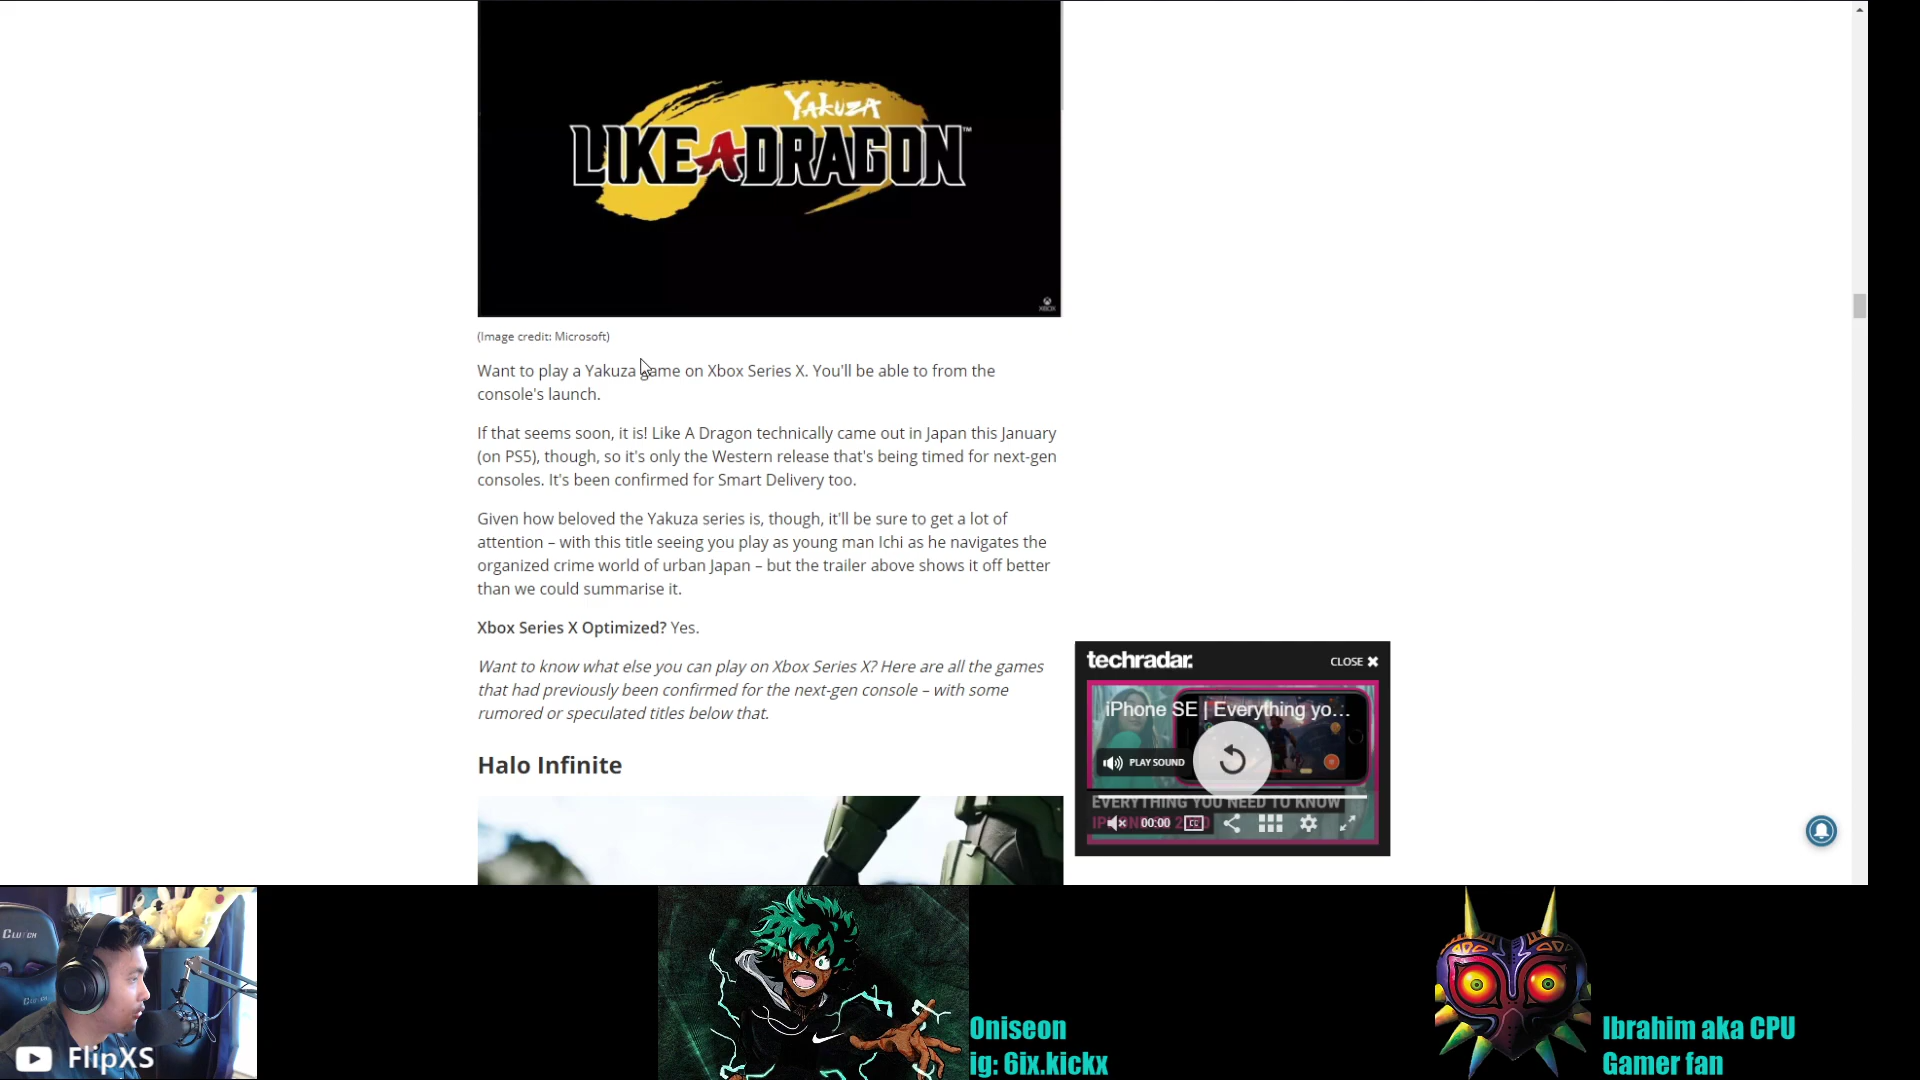 YAKUZA
LIKE A DRAGON™
XBOX
(Image credit: Microsoft)
Want to play a Yakuza game on Xbox Series X. You'll be able to from the
console's launch.
If that seems soon, it is! Like A Dragon technically came out in Japan this January
(on PS5), though, so it's only the Western release that's being timed for next-gen
consoles. It's been confirmed for Smart Delivery too.
Given how beloved the Yakuza series is, though, it'll be sure to get a lot of
attention – with this title seeing you play as young man Ichi as he navigates the
organized crime world of urban Japan – but the trailer above shows it off better
than we could summarise it.
Xbox Series X Optimized? Yes.
Want to know what else you can play on Xbox Series X? Here are all the games
that had previously been confirmed for the next-gen console – with some
rumored or speculated titles below that.
Halo Infinite
techradar.
CLOSE ✖
iPhone SE | Everything yo...
PLAY SOUND
EVERYTHING YOU NEED TO KNOW
00:00
CC
CLUTCH
FlipXS
Oniseon
ig: 6ix.kickx
Ibrahim aka CPU
Gamer fan